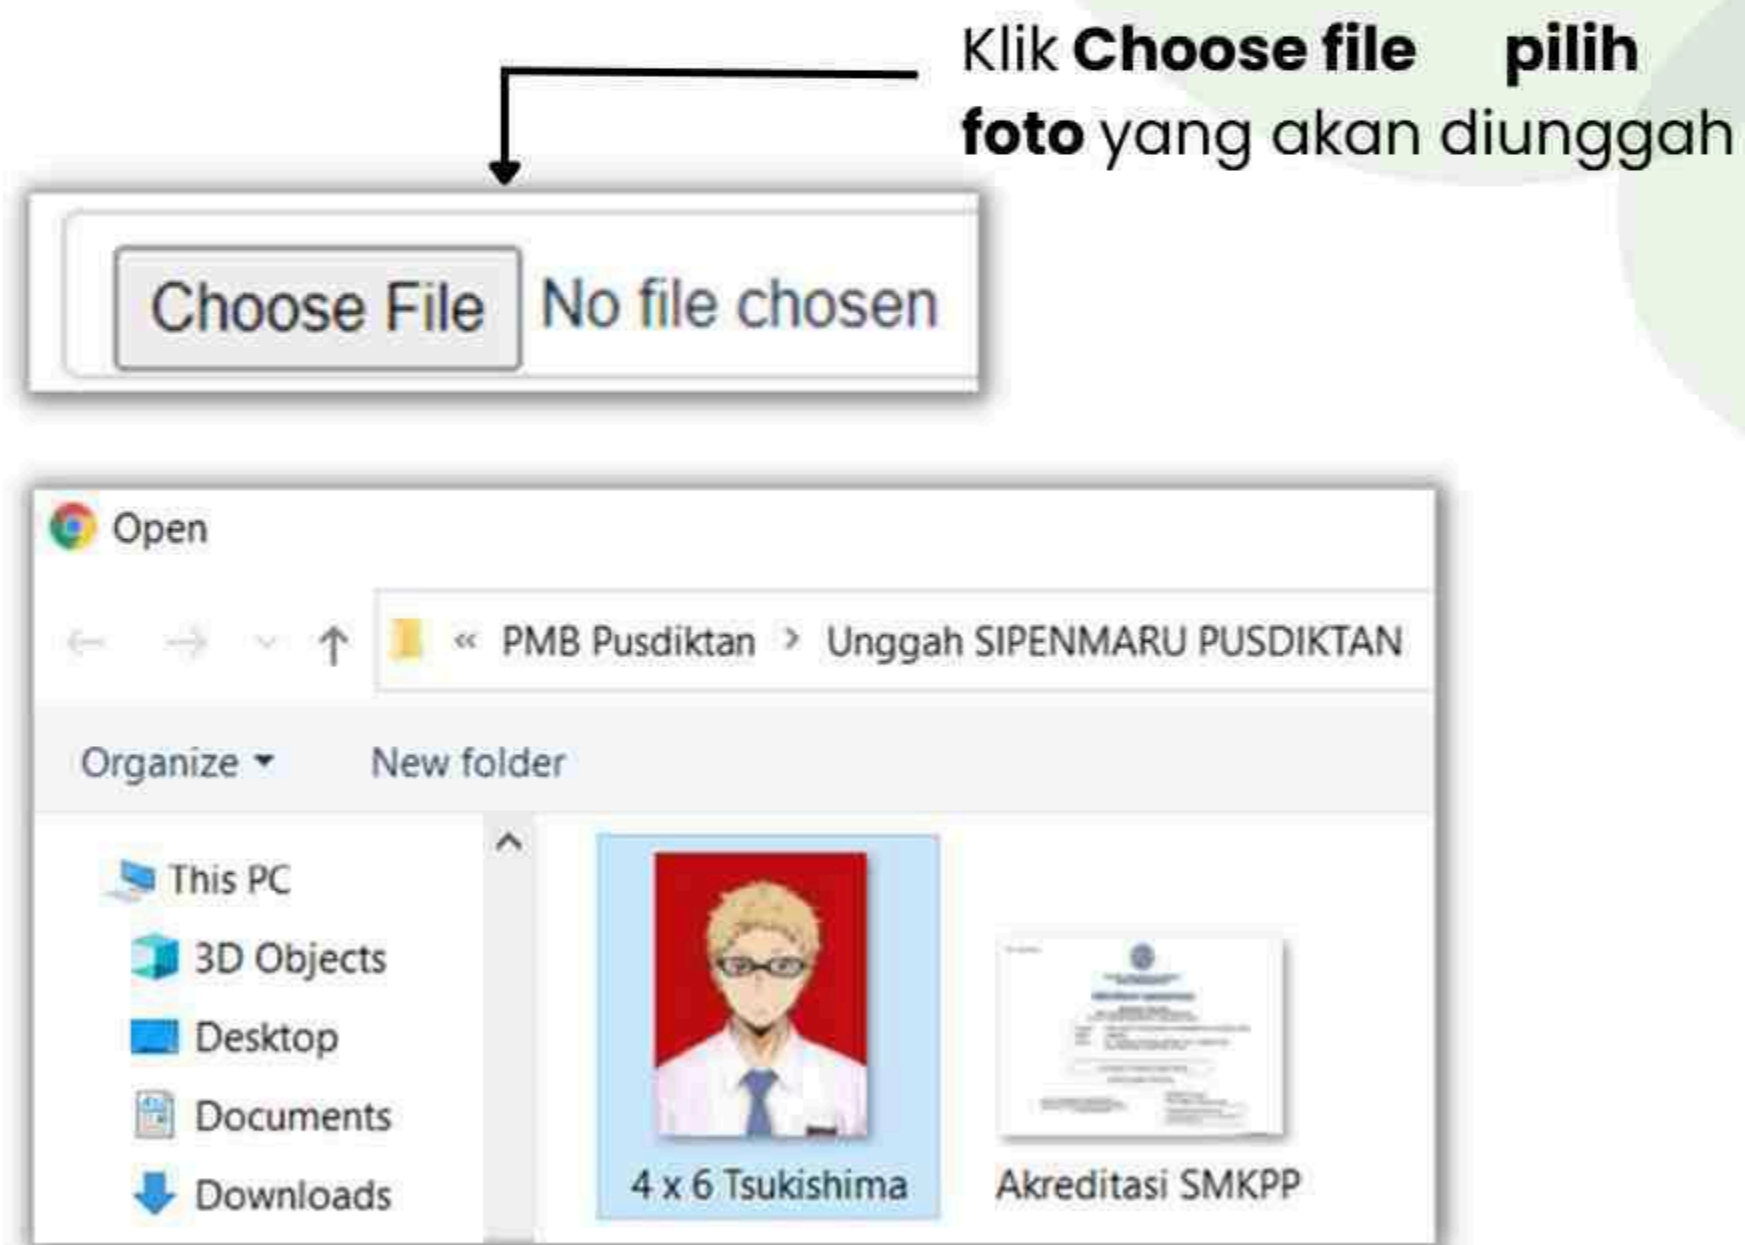 Klik Choose file pilih
foto yang akan diunggah
Choose File No file chosen
Open
« PMB Pusdiktan > Unggah SIPENMARU PUSDIKTAN
Organize New folder
This PC
3D Objects
Desktop
Documents
Downloads
4 x 6 Tsukishima
Akreditasi SMKPP